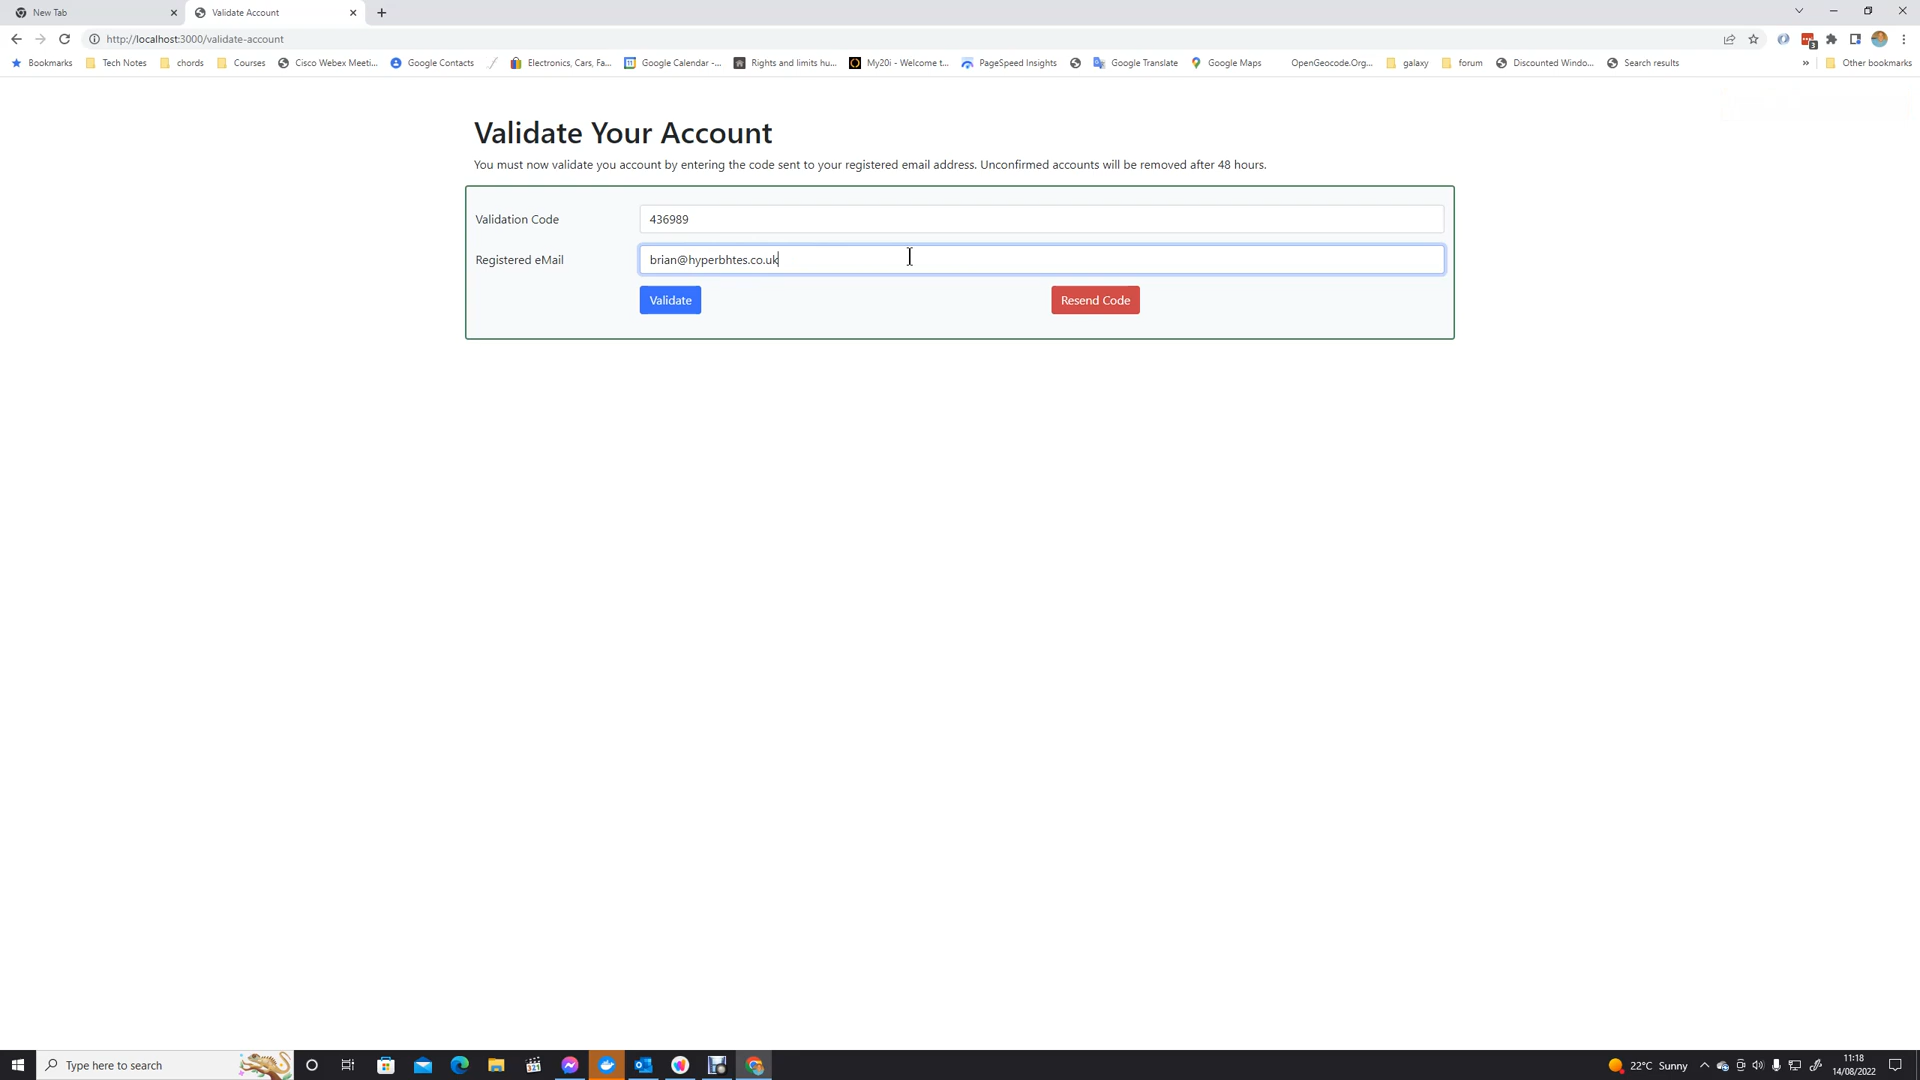 New Tab
Validate Account
http://localhost:3000/validate-account
3
Bookmarks Tech Notes chords Courses Cisco Webex Meeti... Google Contacts Electronics, Cars, Fa... Google Calendar -... Rights and limits hu... My20i - Welcome t... PageSpeed Insights Google Translate Google Maps OpenGeocode.Org... galaxy forum Discounted Windo... Search results » Other bookmarks
Validate Your Account
You must now validate you account by entering the code sent to your registered email address. Unconfirmed accounts will be removed after 48 hours.
Validation Code 436989
Registered eMail brian@hyperbhtes.co.uk
Validate Resend Code
Type here to search
22°C Sunny
11:18
14/08/2022